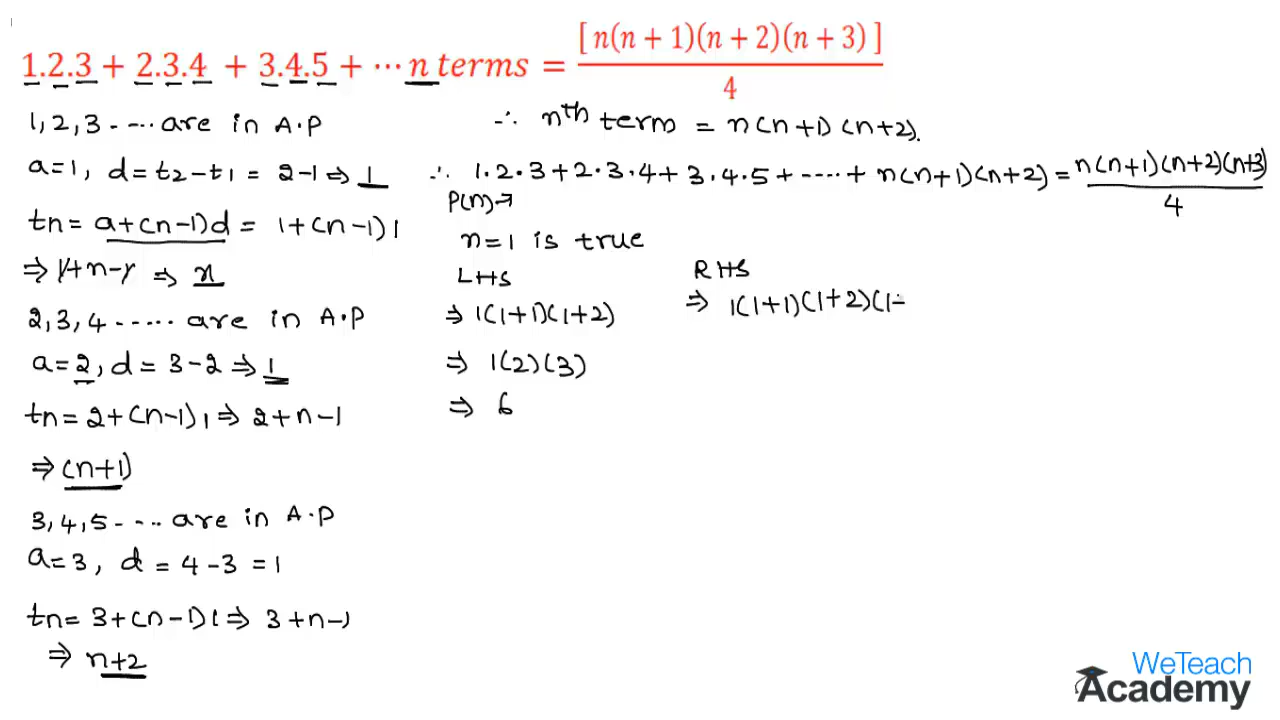 1.2.3 + 2.3.4 + 3.4.5 + ⋯ n terms = [ n(n + 1)(n + 2)(n + 3) ] / 4
1, 2, 3 - ... are in A.P
a=1, d= t2 - t1 = 2-1 ⇒ 1
tn = a+(n-1)d = 1+(n-1)1
⇒ 1+n-1 ⇒ n
2, 3, 4 ...... are in A.P
a=2, d = 3-2 ⇒ 1
tn = 2+(n-1)1 ⇒ 2+n-1
⇒ (n+1)
3, 4, 5 - ... are in A.P
a=3, d = 4-3 = 1
tn = 3+(n-1)1 ⇒ 3+n-1
⇒ n+2
∴ nth term = n(n+1)(n+2).
∴ 1.2.3+2.3.4+3.4.5+-----+ n(n+1)(n+2) = n(n+1)(n+2)(n+3) / 4
P(n) →
n=1 is true
LHS
⇒ 1(1+1)(1+2)
⇒ 1(2)(3)
⇒ 6
RHS
⇒ 1(1+1)(1+2)(1
WeTeach
Academy